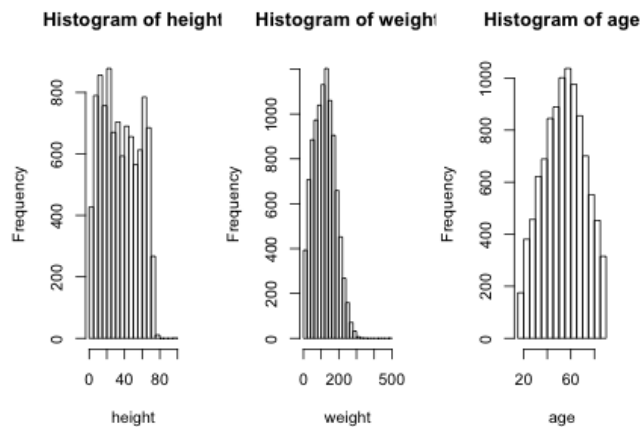 Histogram of height
Frequency
0 200 400 600 800
0 40 80
height
Histogram of weight
Frequency
0 200 400 600 800 1000
0 200 500
weight
Histogram of age
Frequency
0 200 400 600 800 1000
20 60
age